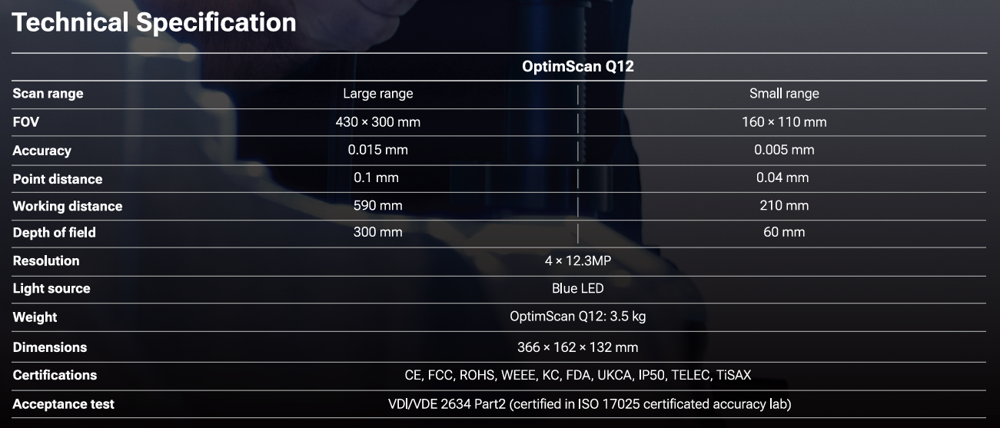 Technical Specification
OptimScan Q12
Scan range Large range Small range
FOV 430 × 300 mm 160 × 110 mm
Accuracy 0.015 mm 0.005 mm
Point distance 0.1 mm 0.04 mm
Working distance 590 mm 210 mm
Depth of field 300 mm 60 mm
Resolution 4 × 12.3MP
Light source Blue LED
Weight OptimScan Q12: 3.5 kg
Dimensions 366 × 162 × 132 mm
Certifications CE, FCC, ROHS, WEEE, KC, FDA, UKCA, IP50, TELEC, TiSAX
Acceptance test VDI/VDE 2634 Part2 (certified in ISO 17025 certificated accuracy lab)